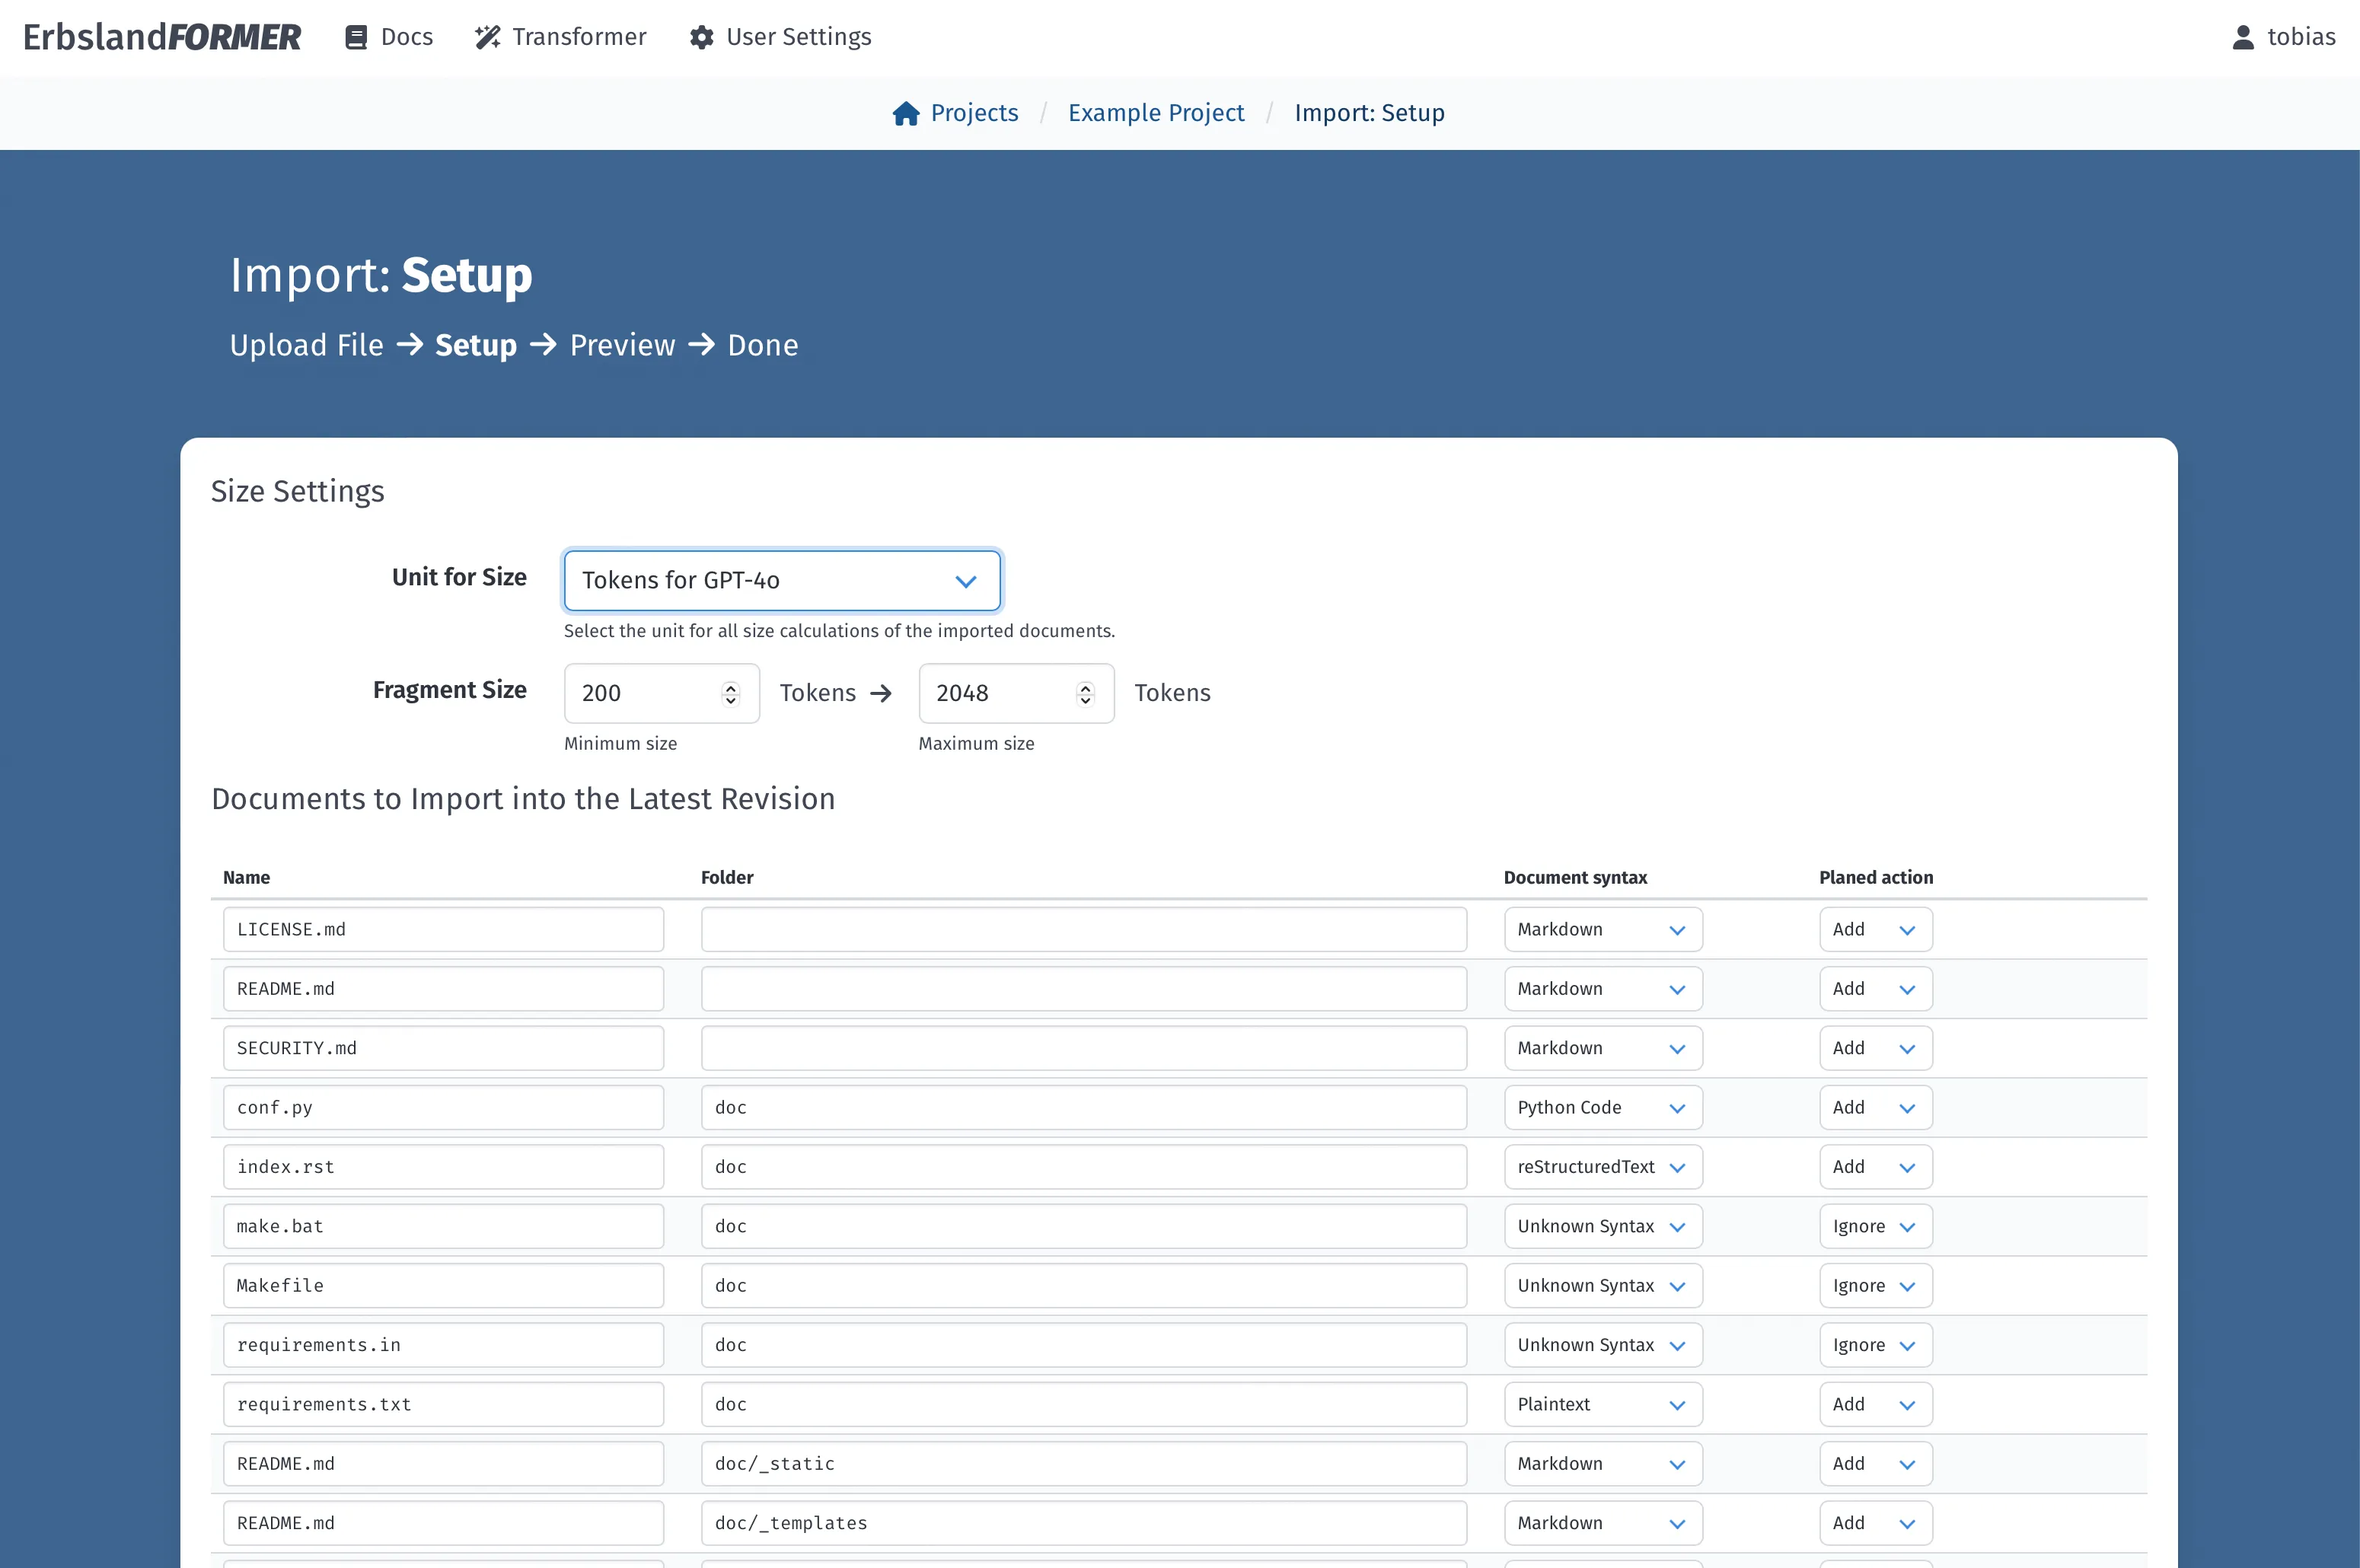 ErbslandFORMER Docs Transformer User Settings tobias
Projects / Example Project / Import: Setup
Import: Setup
Upload File → Setup → Preview → Done
Size Settings
Unit for Size Tokens for GPT-4o
Select the unit for all size calculations of the imported documents.
Fragment Size 200 Tokens → 2048 Tokens
Minimum size Maximum size
Documents to Import into the Latest Revision
Name Folder Document syntax Planed action
LICENSE.md Markdown Add
README.md Markdown Add
SECURITY.md Markdown Add
conf.py doc Python Code Add
index.rst doc reStructuredText Add
make.bat doc Unknown Syntax Ignore
Makefile doc Unknown Syntax Ignore
requirements.in doc Unknown Syntax Ignore
requirements.txt doc Plaintext Add
README.md doc/_static Markdown Add
README.md doc/_templates Markdown Add